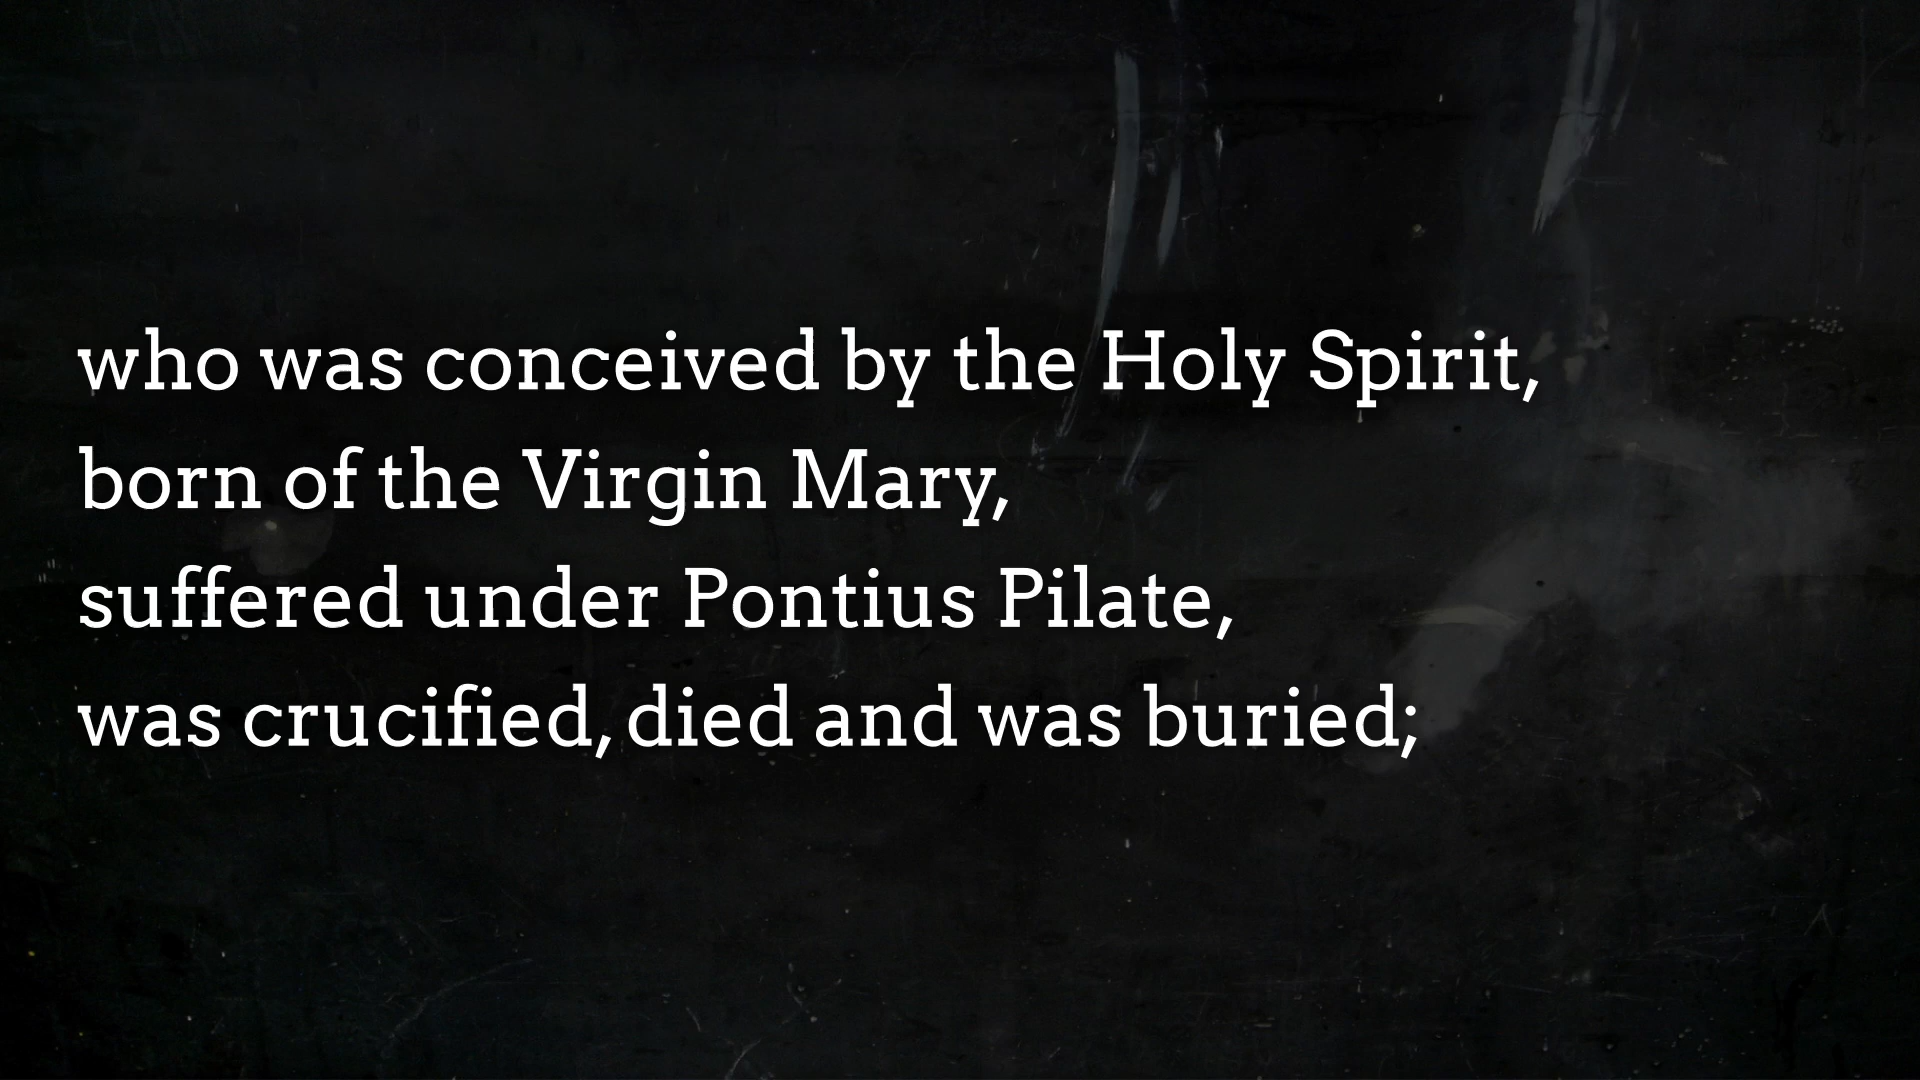 who was conceived by the Holy Spirit,
born of the Virgin Mary,
suffered under Pontius Pilate,
was crucified, died and was buried;